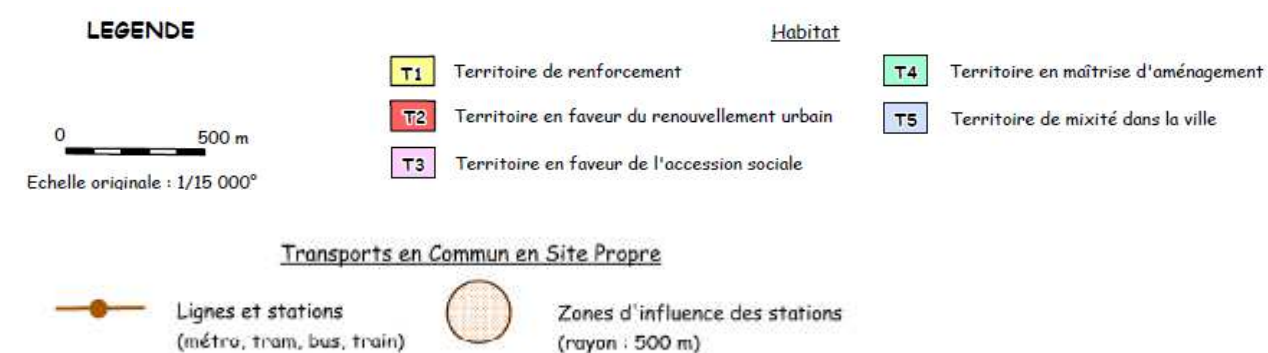 LEGENDE
Habitat
T1 Territoire de renforcement
T4 Territoire en maîtrise d'aménagement
T2 Territoire en faveur du renouvellement urbain
T5 Territoire de mixité dans la ville
0 500 m
T3 Territoire en faveur de l'accession sociale
Echelle originale : 1/15 000°
Transports en Commun en Site Propre
Lignes et stations
(métro, tram, bus, train)
Zones d'influence des stations
(rayon : 500 m)